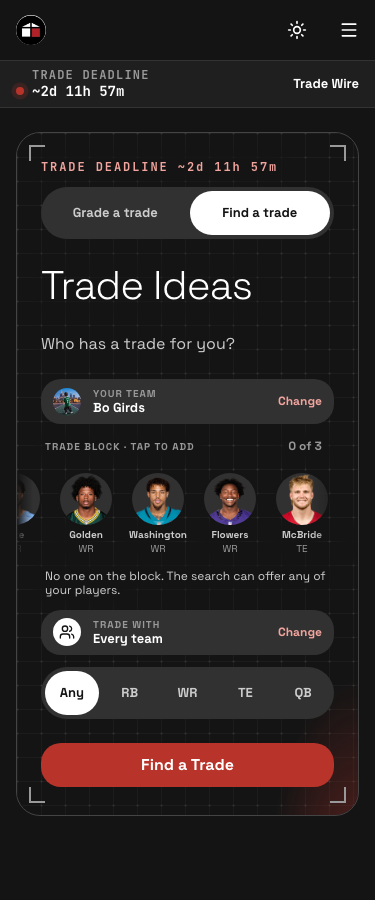 TRADE DEADLINE
~2d 11h 57m
Trade Wire
TRADE DEADLINE ~2d 11h 57m
Grade a trade
Find a trade
Trade Ideas
Who has a trade for you?
YOUR TEAM
Bo Girds
Change
TRADE BLOCK · TAP TO ADD
0 of 3
Golden
WR
Washington
WR
Flowers
WR
McBride
TE
No one on the block. The search can offer any of
your players.
TRADE WITH
Every team
Change
Any
RB
WR
TE
QB
Find a Trade